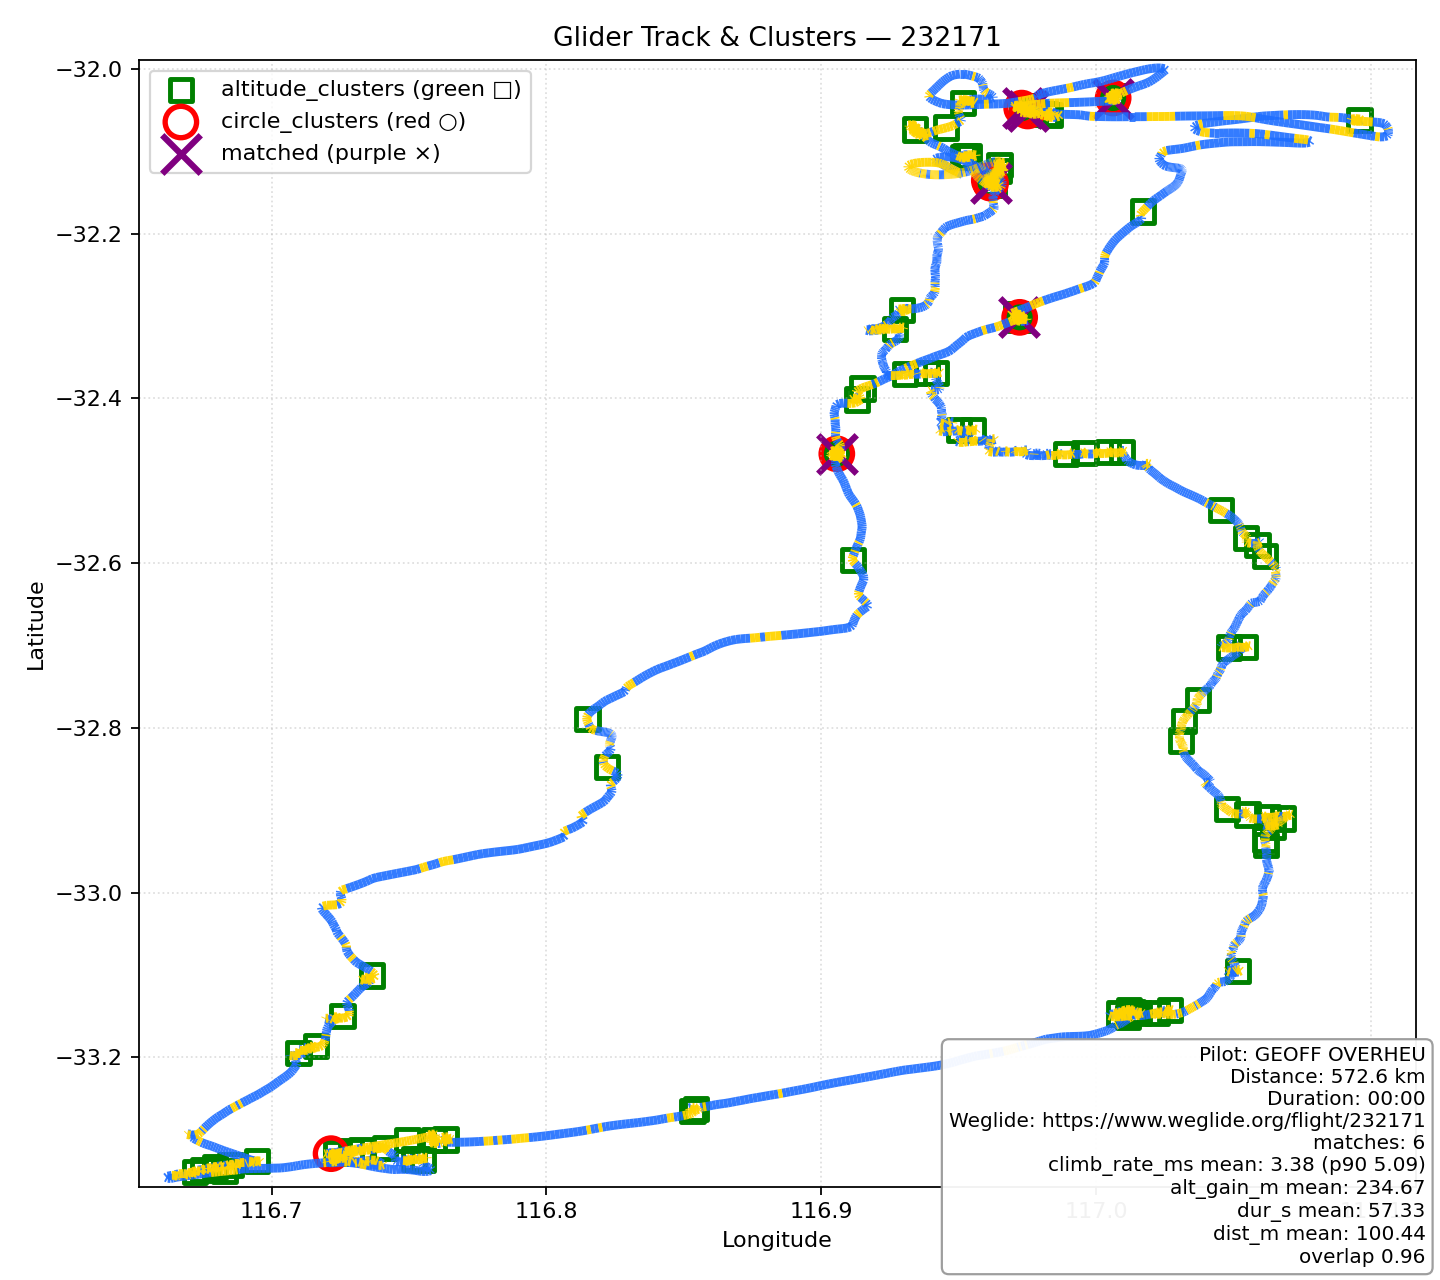 Glider Track & Clusters — 232171
altitude_clusters (green □)
circle_clusters (red ○)
matched (purple ×)
−32.0
−32.2
−32.4
−32.6
−32.8
−33.0
−33.2
Latitude
116.7
116.8
116.9
117.0
Longitude
Pilot: GEOFF OVERHEU
Distance: 572.6 km
Duration: 00:00
Weglide: https://www.weglide.org/flight/232171
matches: 6
climb_rate_ms mean: 3.38 (p90 5.09)
alt_gain_m mean: 234.67
dur_s mean: 57.33
dist_m mean: 100.44
overlap 0.96